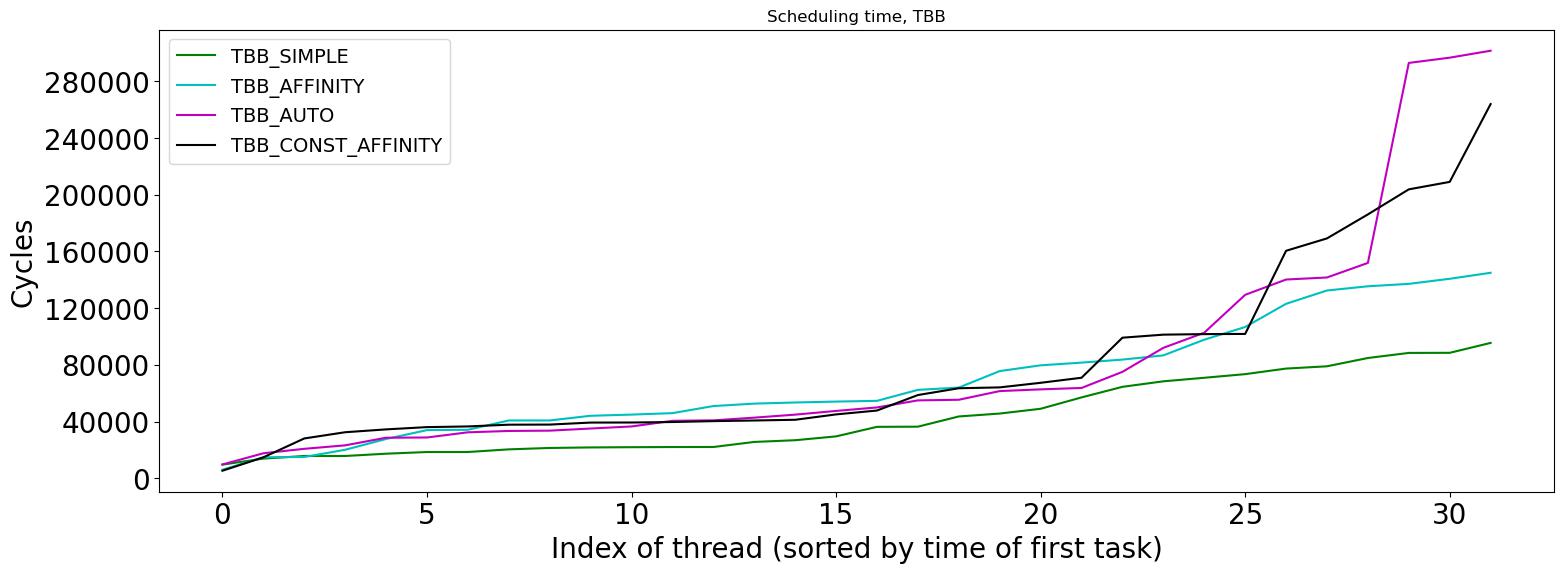 Scheduling time, TBB
TBB_SIMPLE
TBB_AFFINITY
TBB_AUTO
TBB_CONST_AFFINITY
280000
240000
200000
160000
120000
80000
40000
0
Cycles
0 5 10 15 20 25 30
Index of thread (sorted by time of first task)